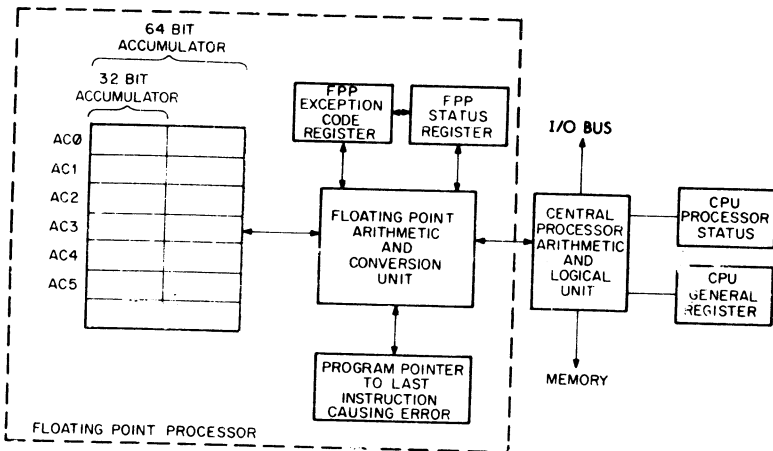 64 BIT
ACCUMULATOR
32 BIT
ACCUMULATOR
AC0
AC1
AC2
AC3
AC4
AC5
FPP
EXCEPTION
CODE
REGISTER
FPP
STATUS
REGISTER
FLOATING POINT
ARITHMETIC
AND
CONVERSION
UNIT
PROGRAM POINTER
TO LAST
INSTRUCTION
CAUSING ERROR
FLOATING POINT PROCESSOR
I/O BUS
CENTRAL
PROCESSOR
ARITHMETIC
AND
LOGICAL
UNIT
MEMORY
CPU
PROCESSOR
STATUS
CPU
GENERAL
REGISTER